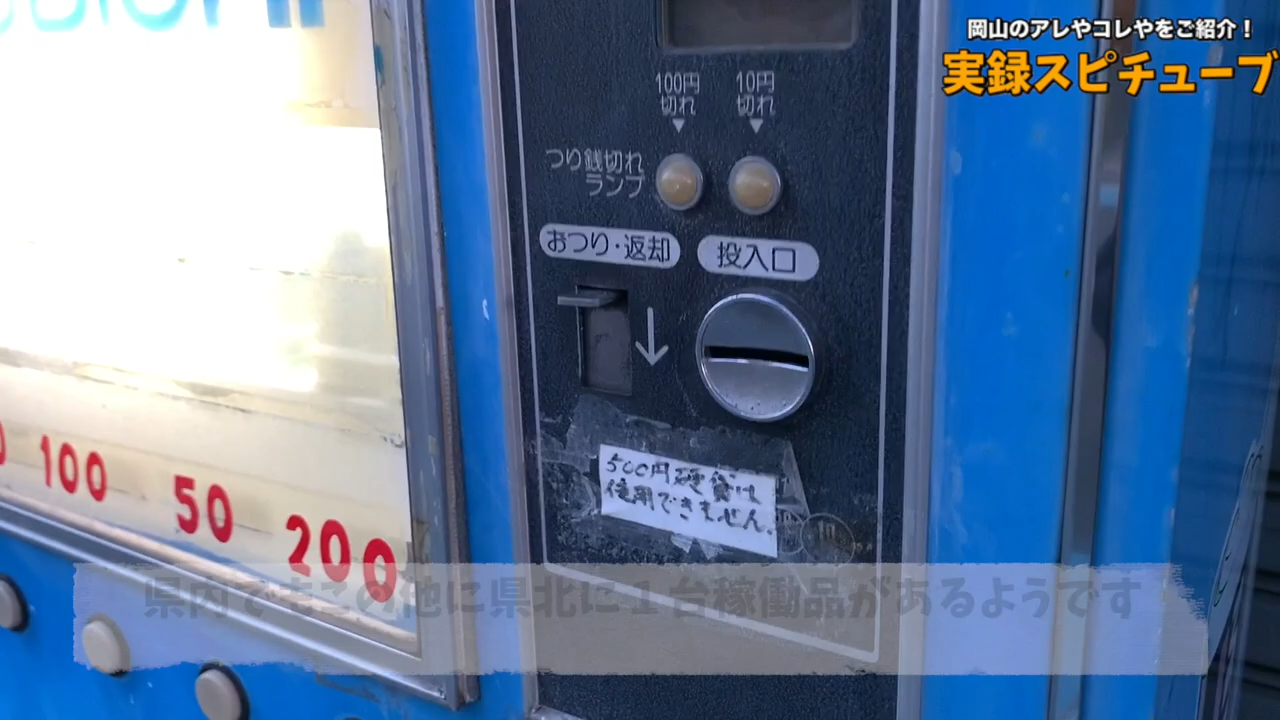 岡山のアレやコレやをご紹介！
実録スピチューブ
100円
切れ
10円
切れ
つり銭切れ
ランプ
おつり・返却
投入口
500円硬貨は
使用できません。
100
50
200
県内でもこの他に県北に１台稼働品があるようです